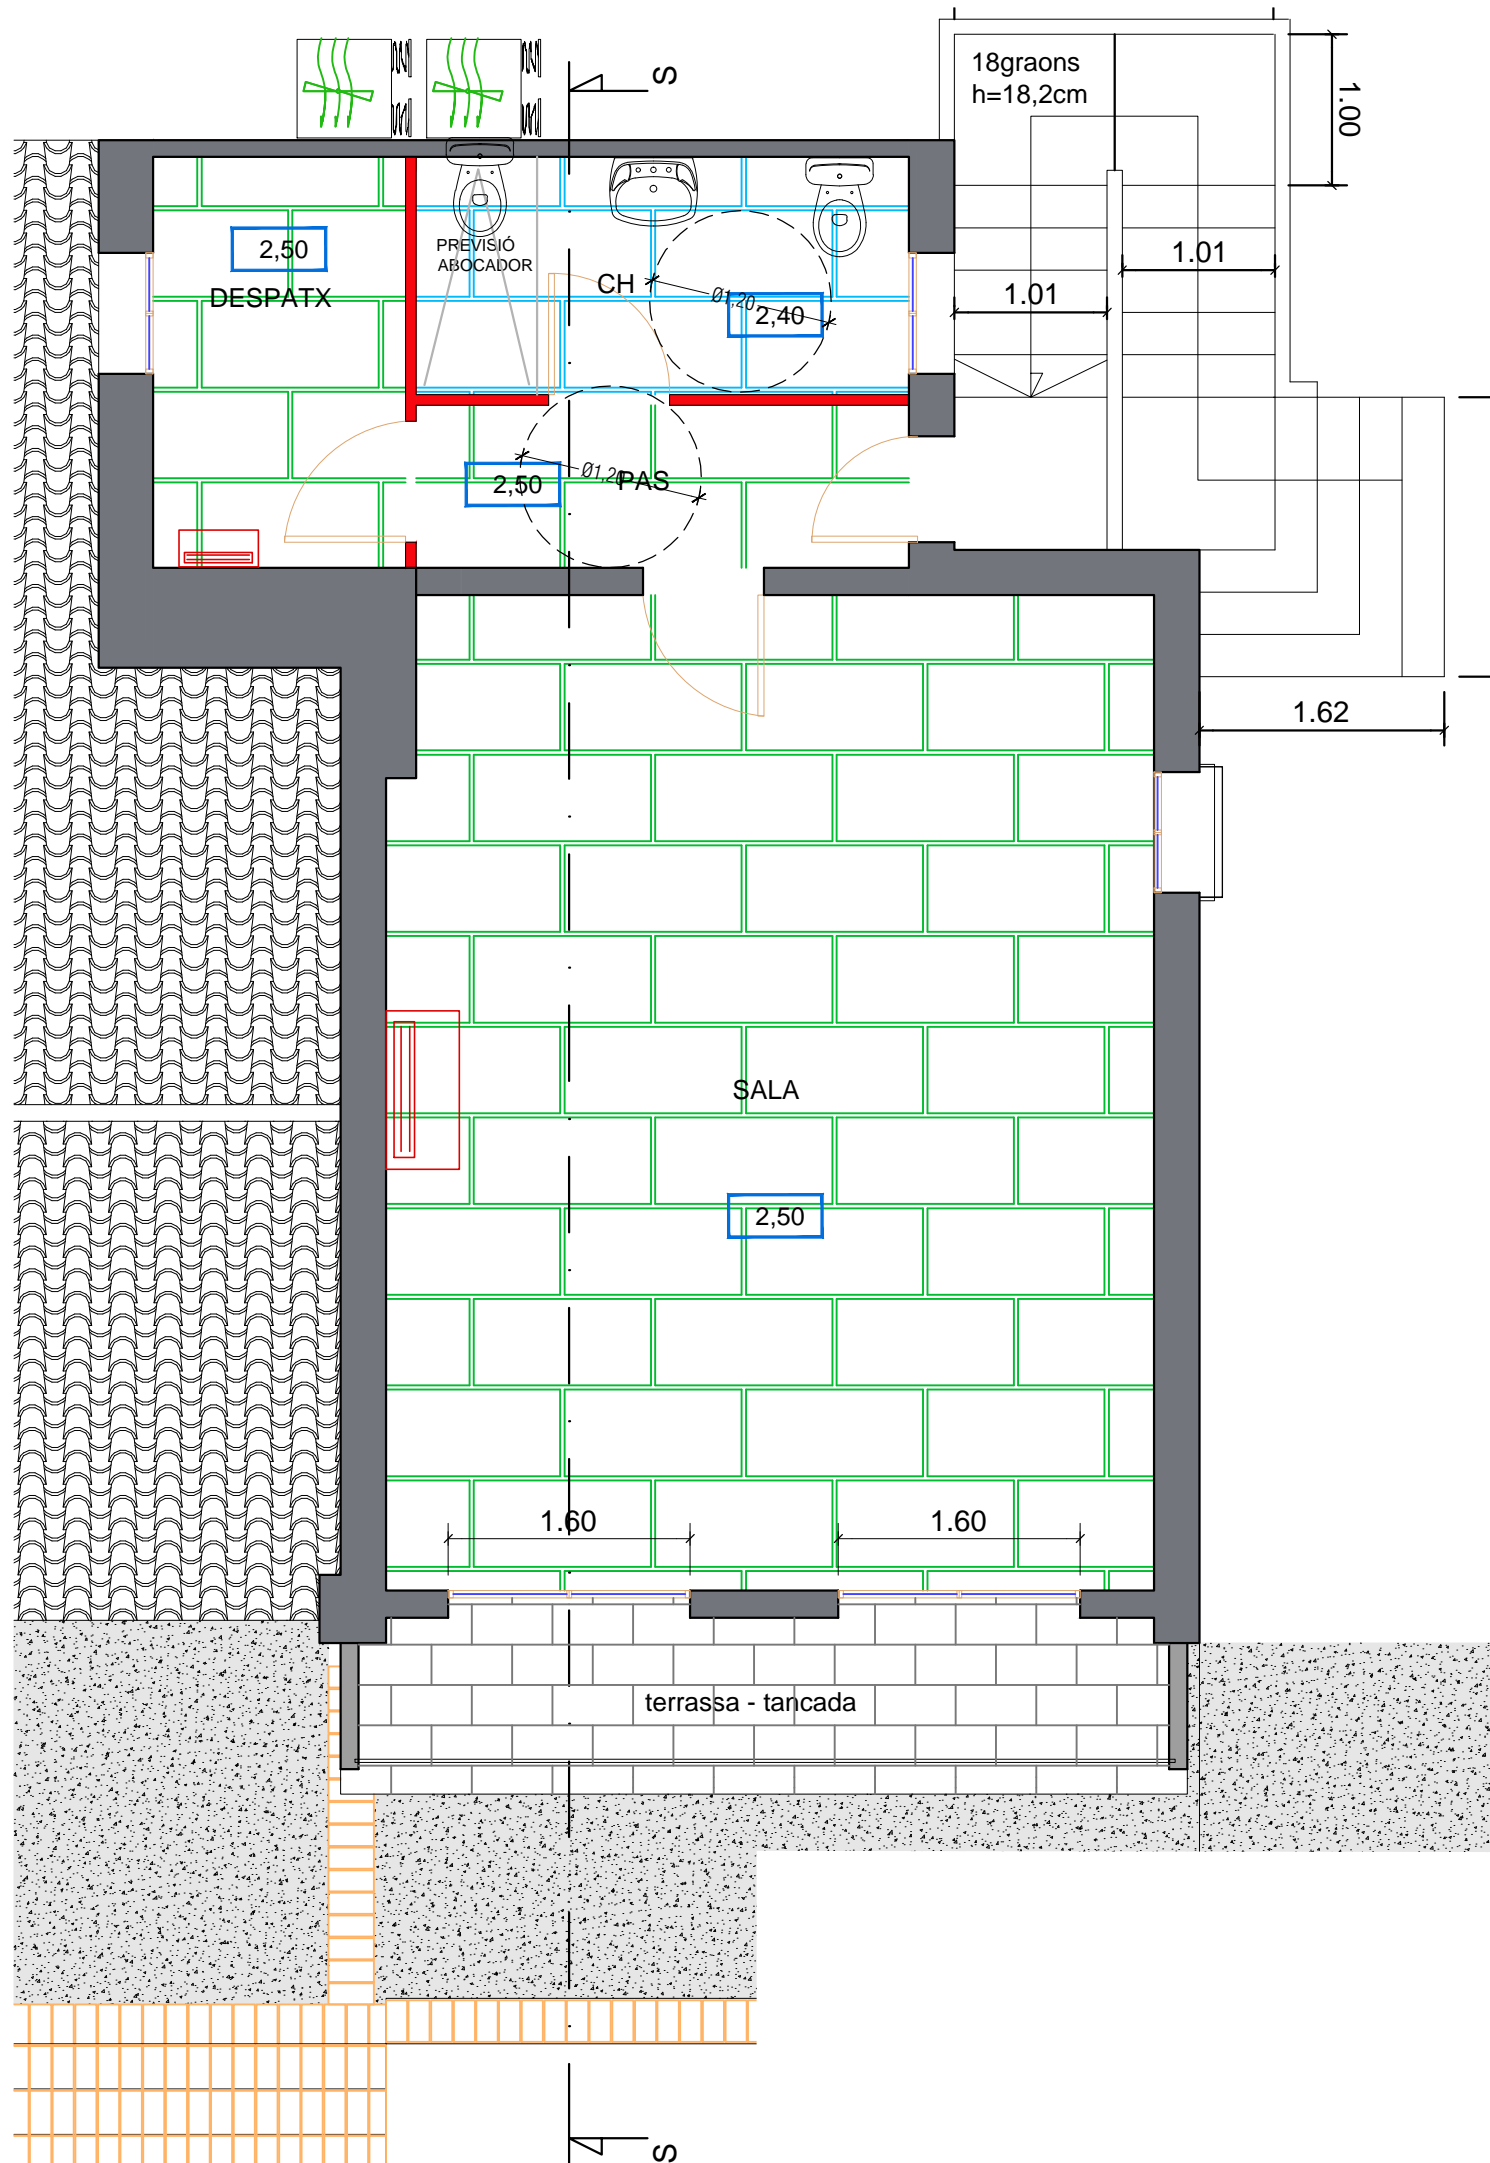 S
18graons
h=18,2cm
1.00
2,50
DESPATX
PREVISIÓ
ABOCADOR
CH
Ø1,20
2,40
1.01
1.01
2,50
Ø1,20
PAS
1.62
SALA
2,50
1.60
1.60
terrassa - tancada
S